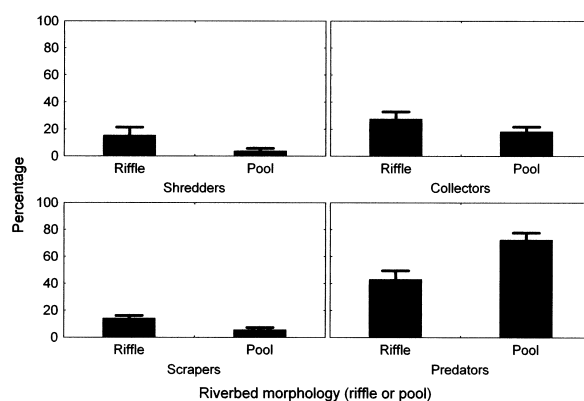 100
80
60
40
20
0
Riffle Pool Riffle Pool
Shredders Collectors
Percentage
100
80
60
40
20
0
Riffle Pool Riffle Pool
Scrapers Predators
Riverbed morphology (riffle or pool)